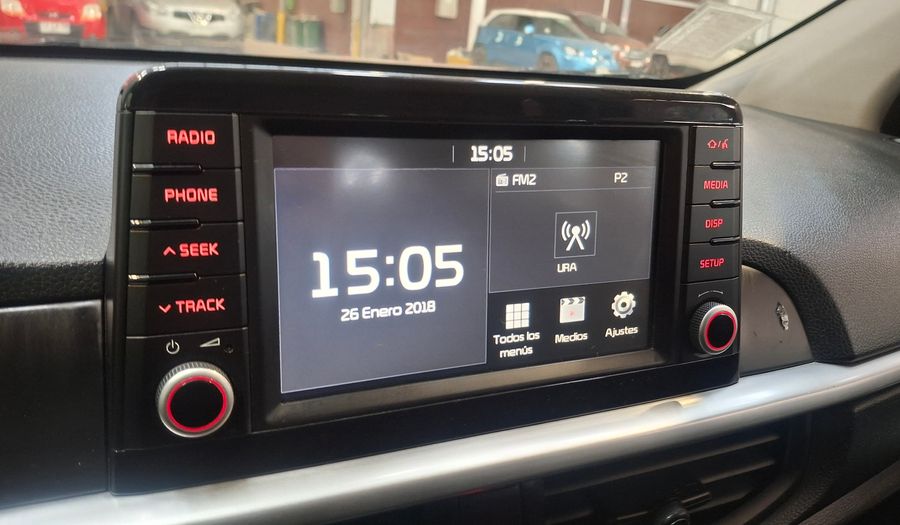 RADIO
PHONE
SEEK
TRACK
15:05
15:05
26 Enero 2018
FM2
P2
URA
Todos los
menús
Medios
Ajustes
MEDIA
DISP
SETUP